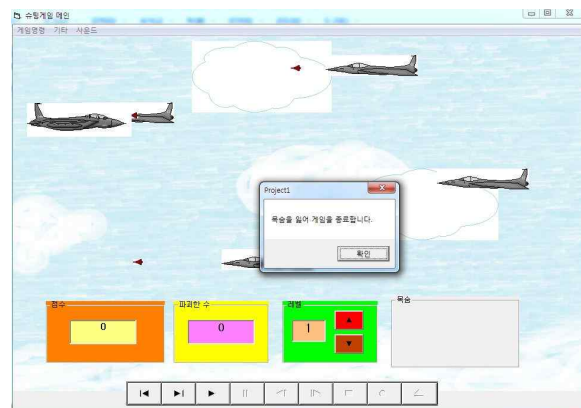 슈팅게임 메인
게임명령 기타 사운드
Project1
목숨을 잃어 게임을 종료합니다.
확인
점수
파괴한 수
레벨
목숨
0
0
1